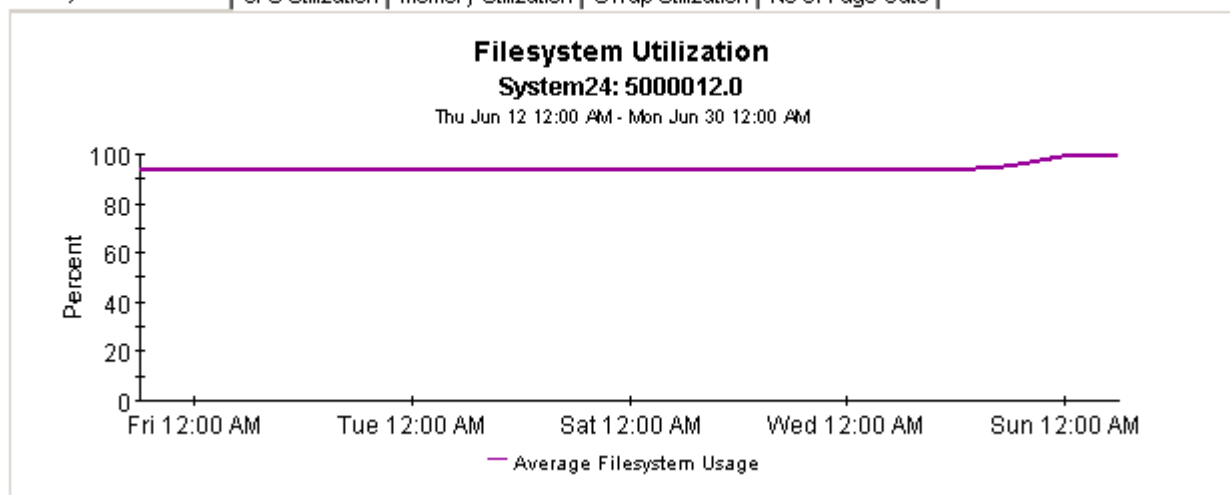 Filesystem Utilization
System24: 5000012.0
Thu Jun 12 12:00 AM - Mon Jun 30 12:00 AM
100
80
60
40
20
0
Percent
Fri 12:00 AM Tue 12:00 AM Sat 12:00 AM Wed 12:00 AM Sun 12:00 AM
Average Filesystem Usage